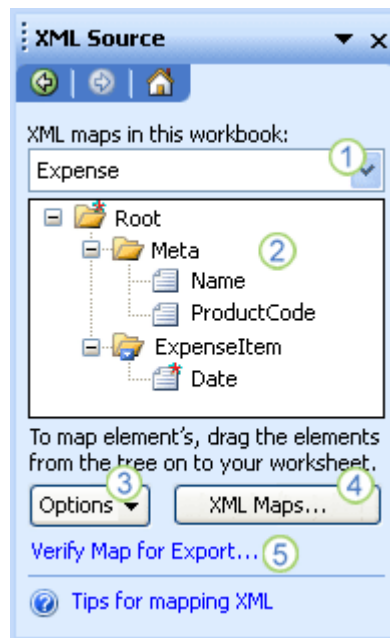 XML Source
XML maps in this workbook:
Expense
1
Root
Meta
2
Name
ProductCode
ExpenseItem
Date
To map element's, drag the elements
from the tree on to your worksheet.
3
4
Options
XML Maps...
Verify Map for Export...
5
Tips for mapping XML